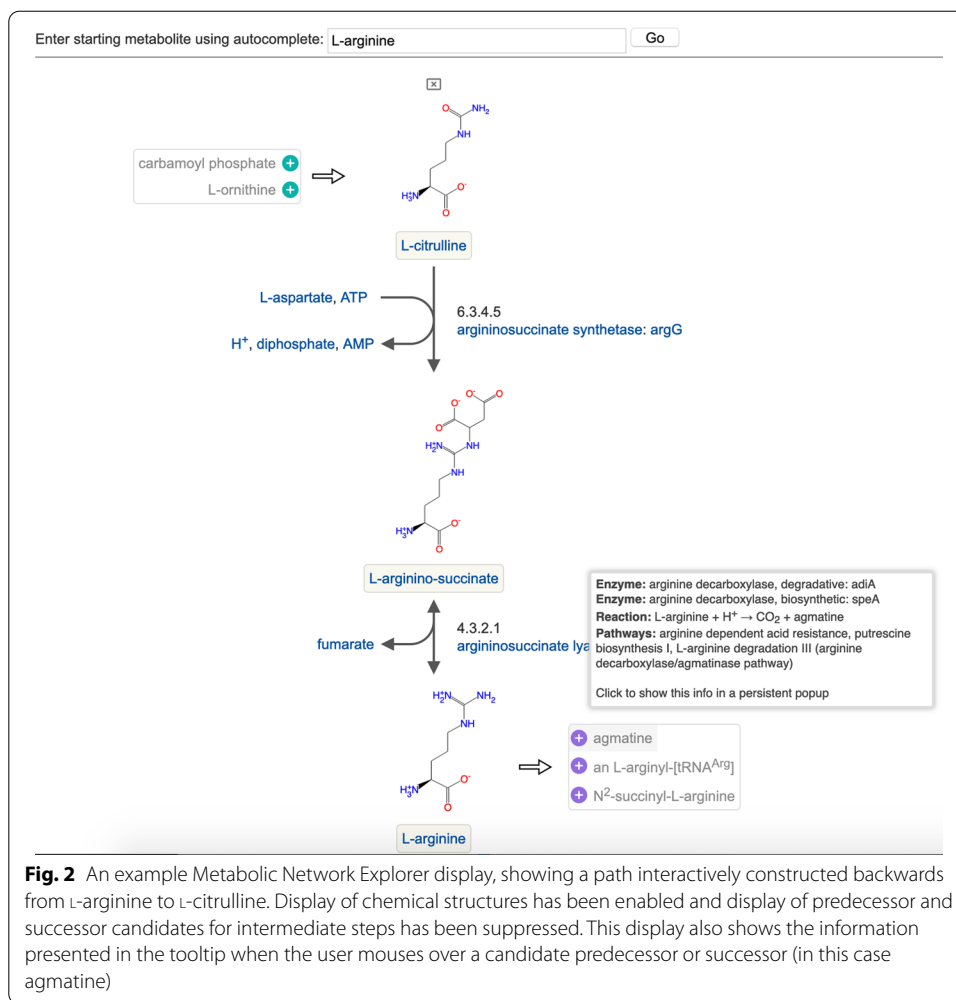 Enter starting metabolite using autocomplete: L-arginine Go
O NH₂
NH
carbamoyl phosphate +
L-ornithine +
H₃⁺N O⁻
O
L-citrulline
L-aspartate, ATP
6.3.4.5
argininosuccinate synthetase: argG
H⁺, diphosphate, AMP
O⁻ O
O⁻
O
H₂⁺N NH
NH
H₃⁺N O⁻
O
L-arginino-succinate
Enzyme: arginine decarboxylase, degradative: adiA
Enzyme: arginine decarboxylase, biosynthetic: speA
Reaction: L-arginine + H⁺ → CO₂ + agmatine
Pathways: arginine dependent acid resistance, putrescine
biosynthesis I, L-arginine degradation III (arginine
decarboxylase/agmatinase pathway)
Click to show this info in a persistent popup
4.3.2.1
fumarate
argininosuccinate lya
H₂⁺N NH₂
NH
H₃⁺N O⁻
O
+ agmatine
+ an L-arginyl-[tRNA^Arg]
+ N²-succinyl-L-arginine
L-arginine
Fig. 2 An example Metabolic Network Explorer display, showing a path interactively constructed backwards
from L-arginine to L-citrulline. Display of chemical structures has been enabled and display of predecessor and
successor candidates for intermediate steps has been suppressed. This display also shows the information
presented in the tooltip when the user mouses over a candidate predecessor or successor (in this case
agmatine)